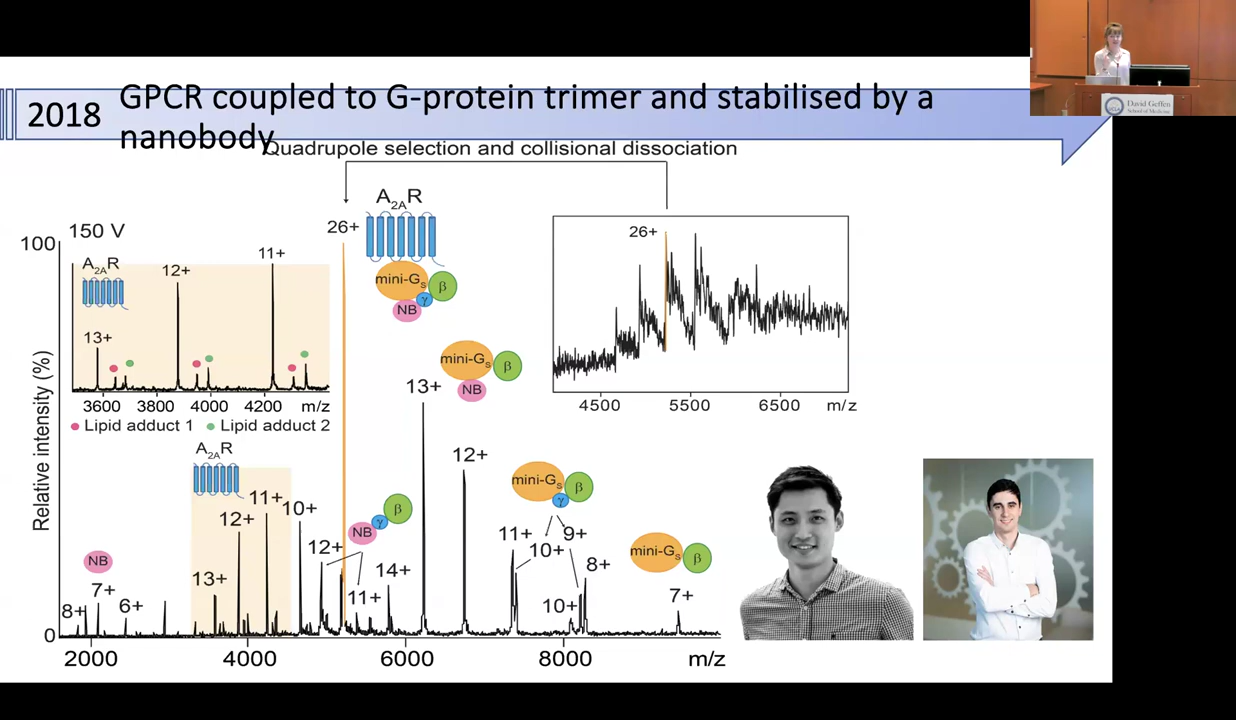 2018
GPCR coupled to G-protein trimer and stabilised by a
nanobody
David Geffen
School of Medicine
UCLA
Quadrupole selection and collisional dissociation
Relative intensity (%)
100
0
150 V
A2AR
13+
12+
11+
3600 3800 4000 4200 m/z
Lipid adduct 1
Lipid adduct 2
26+
A2AR
mini-Gs
β
γ
NB
26+
4500 5500 6500 m/z
mini-Gs
β
NB
13+
12+
A2AR
13+
12+
11+
10+
NB
8+
7+
6+
NB
γ
β
12+
11+
14+
mini-Gs
β
γ
11+
10+
9+
10+
8+
mini-Gs
β
7+
2000 4000 6000 8000 m/z